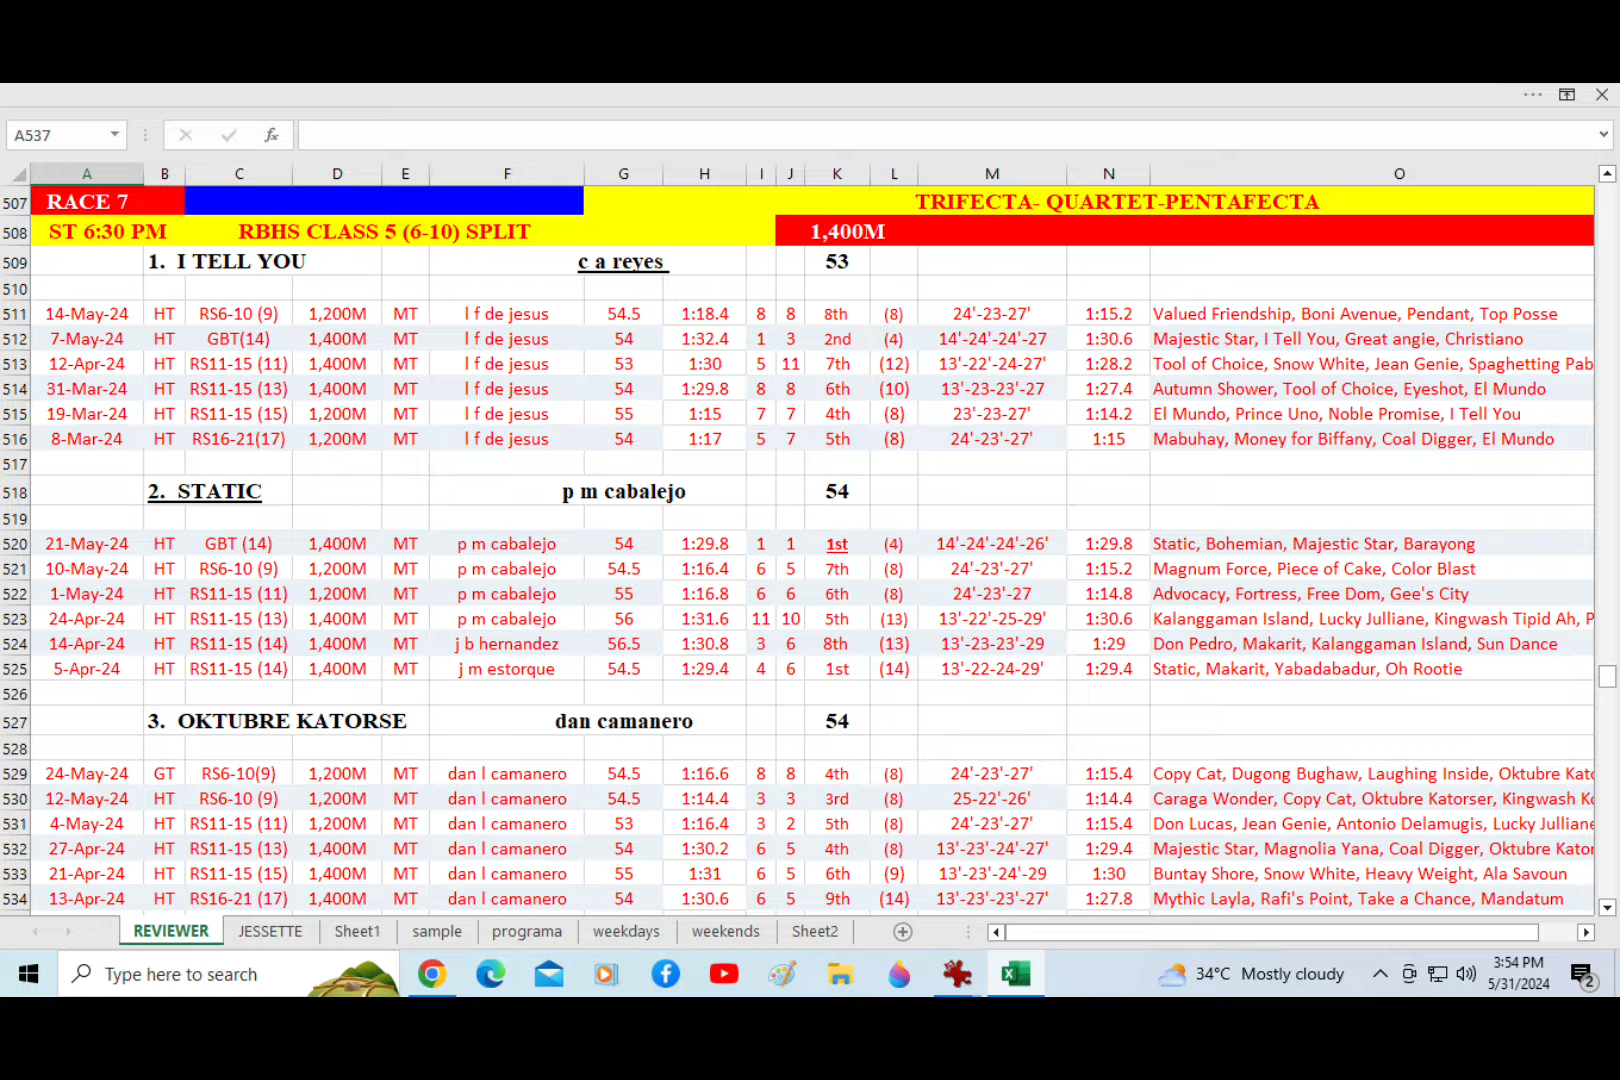 A537
fx
A B C D E F G H I J K L M N O
507 RACE 7 TRIFECTA- QUARTET-PENTAFECTA
508 ST 6:30 PM RBHS CLASS 5 (6-10) SPLIT 1,400M
509 1. I TELL YOU c a reyes 53
510
511 14-May-24 HT RS6-10 (9) 1,200M MT l f de jesus 54.5 1:18.4 8 8 8th (8) 24'-23-27' 1:15.2 Valued Friendship, Boni Avenue, Pendant, Top Posse
512 7-May-24 HT GBT(14) 1,400M MT l f de jesus 54 1:32.4 1 3 2nd (4) 14'-24'-24'-27 1:30.6 Majestic Star, I Tell You, Great angie, Christiano
513 12-Apr-24 HT RS11-15 (11) 1,400M MT l f de jesus 53 1:30 5 11 7th (12) 13'-22'-24-27' 1:28.2 Tool of Choice, Snow White, Jean Genie, Spaghetting Pab
514 31-Mar-24 HT RS11-15 (13) 1,400M MT l f de jesus 54 1:29.8 8 8 6th (10) 13'-23-23'-27 1:27.4 Autumn Shower, Tool of Choice, Eyeshot, El Mundo
515 19-Mar-24 HT RS11-15 (15) 1,200M MT l f de jesus 55 1:15 7 7 4th (8) 23'-23-27' 1:14.2 El Mundo, Prince Uno, Noble Promise, I Tell You
516 8-Mar-24 HT RS16-21(17) 1,200M MT l f de jesus 54 1:17 5 7 5th (8) 24'-23'-27' 1:15 Mabuhay, Money for Biffany, Coal Digger, El Mundo
517
518 2. STATIC p m cabalejo 54
519
520 21-May-24 HT GBT (14) 1,400M MT p m cabalejo 54 1:29.8 1 1 1st (4) 14'-24'-24'-26' 1:29.8 Static, Bohemian, Majestic Star, Barayong
521 10-May-24 HT RS6-10 (9) 1,200M MT p m cabalejo 54.5 1:16.4 6 5 7th (8) 24'-23'-27' 1:15.2 Magnum Force, Piece of Cake, Color Blast
522 1-May-24 HT RS11-15 (11) 1,200M MT p m cabalejo 55 1:16.8 6 6 6th (8) 24'-23'-27 1:14.8 Advocacy, Fortress, Free Dom, Gee's City
523 24-Apr-24 HT RS11-15 (13) 1,400M MT p m cabalejo 56 1:31.6 11 10 5th (13) 13'-22'-25-29' 1:30.6 Kalanggaman Island, Lucky Julliane, Kingwash Tipid Ah, P
524 14-Apr-24 HT RS11-15 (14) 1,400M MT j b hernandez 56.5 1:30.8 3 6 8th (13) 13'-23-23'-29 1:29 Don Pedro, Makarit, Kalanggaman Island, Sun Dance
525 5-Apr-24 HT RS11-15 (14) 1,400M MT j m estorque 54.5 1:29.4 4 6 1st (14) 13'-22-24-29' 1:29.4 Static, Makarit, Yabadabadur, Oh Rootie
526
527 3. OKTUBRE KATORSE dan camanero 54
528
529 24-May-24 GT RS6-10(9) 1,200M MT dan l camanero 54.5 1:16.6 8 8 4th (8) 24'-23'-27' 1:15.4 Copy Cat, Dugong Bughaw, Laughing Inside, Oktubre Kato
530 12-May-24 HT RS6-10 (9) 1,200M MT dan l camanero 54.5 1:14.4 3 3 3rd (8) 25-22'-26' 1:14.4 Caraga Wonder, Copy Cat, Oktubre Katorser, Kingwash Ko
531 4-May-24 HT RS11-15 (11) 1,200M MT dan l camanero 53 1:16.4 3 2 5th (8) 24'-23'-27' 1:15.4 Don Lucas, Jean Genie, Antonio Delamugis, Lucky Julliane
532 27-Apr-24 HT RS11-15 (13) 1,400M MT dan l camanero 54 1:30.2 6 5 4th (8) 13'-23'-24'-27' 1:29.4 Majestic Star, Magnolia Yana, Coal Digger, Oktubre Kator
533 21-Apr-24 HT RS11-15 (15) 1,400M MT dan l camanero 55 1:31 6 5 6th (9) 13'-23'-24'-29 1:30 Buntay Shore, Snow White, Heavy Weight, Ala Savoun
534 13-Apr-24 HT RS16-21 (17) 1,400M MT dan l camanero 54 1:30.6 6 5 9th (14) 13'-23'-23'-27' 1:27.8 Mythic Layla, Rafi's Point, Take a Chance, Mandatum
REVIEWER JESSETTE Sheet1 sample programa weekdays weekends Sheet2
Type here to search 34°C Mostly cloudy 3:54 PM
5/31/2024 2